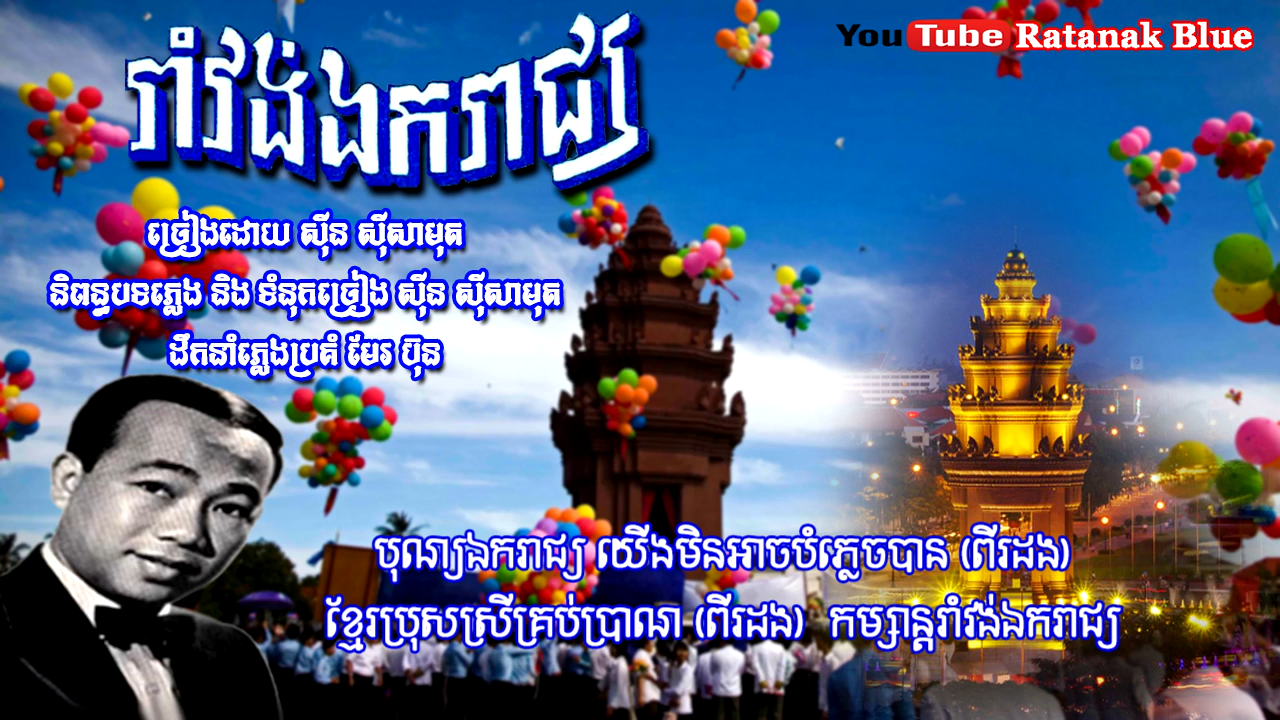 YouTube Ratanak Blue
រាំវង់ឯករាជ្យ
ច្រៀងដោយ ស៊ីន ស៊ីសាមុត
និពន្ធបទភ្លេង និង ទំនុកច្រៀង ស៊ីន ស៊ីសាមុត
ដឹកនាំភ្លេងប្រគំ មែរ ប៊ុន
បុណ្យឯករាជ្យ យើងមិនអាចបំភ្លេចបាន (ពីរដង)
ខ្មែរប្រុសស្រីគ្រប់ប្រាណ (ពីរដង) កម្សាន្តរាំវង់ឯករាជ្យ